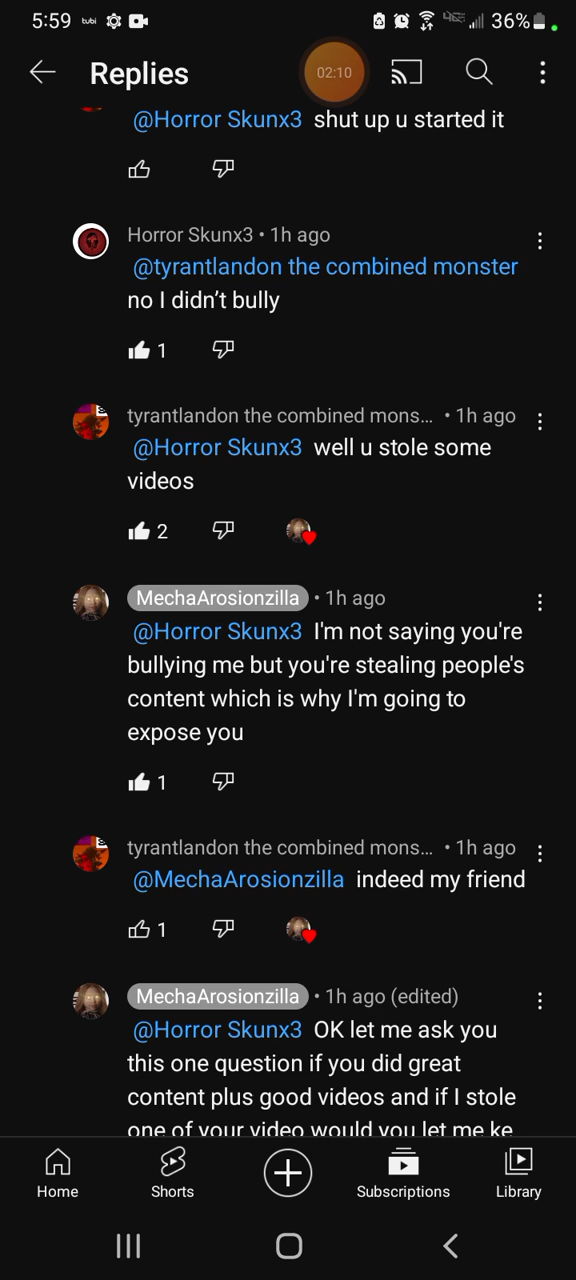 5:59 tubi 36%
Replies 02:10
@Horror Skunx3 shut up u started it
Horror Skunx3 • 1h ago
@tyrantlandon the combined monster
no I didn't bully
1
tyrantlandon the combined mons... • 1h ago
@Horror Skunx3 well u stole some
videos
2
MechaArosionzilla • 1h ago
@Horror Skunx3 I'm not saying you're
bullying me but you're stealing people's
content which is why I'm going to
expose you
1
tyrantlandon the combined mons... • 1h ago
@MechaArosionzilla indeed my friend
1
MechaArosionzilla • 1h ago (edited)
@Horror Skunx3 OK let me ask you
this one question if you did great
content plus good videos and if I stole
one of your video would you let me ke
Home Shorts Subscriptions Library